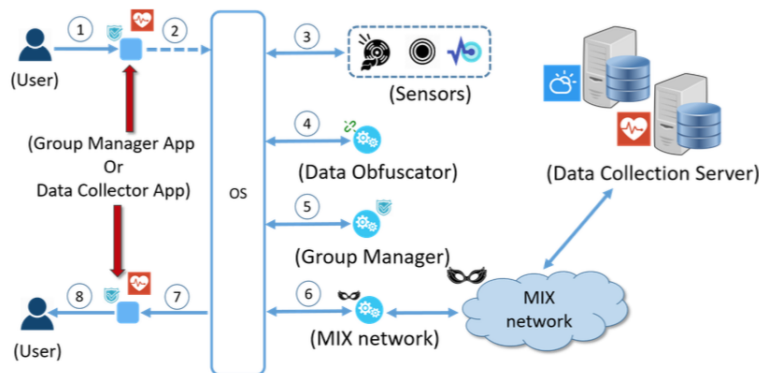 1
2
3
(User)
(Sensors)
4
(Group Manager App
Or
Data Collector App)
(Data Obfuscator)
(Data Collection Server)
OS
5
(Group Manager)
8
7
6
MIX
network
(User)
(MIX network)